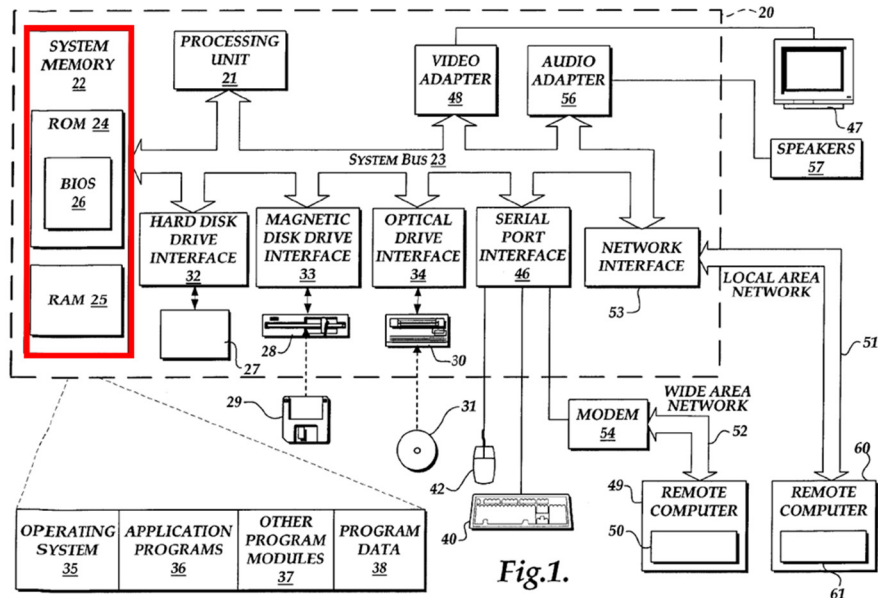 20
SYSTEM
MEMORY
22
ROM 24
BIOS
26
RAM 25
PROCESSING
UNIT
21
VIDEO
ADAPTER
48
AUDIO
ADAPTER
56
47
SPEAKERS
57
SYSTEM BUS 23
HARD DISK
DRIVE
INTERFACE
32
MAGNETIC
DISK DRIVE
INTERFACE
33
OPTICAL
DRIVE
INTERFACE
34
SERIAL
PORT
INTERFACE
46
NETWORK
INTERFACE
53
LOCAL AREA
NETWORK
51
27
28
30
29
31
42
40
MODEM
54
WIDE AREA
NETWORK
52
49
REMOTE
COMPUTER
50
60
REMOTE
COMPUTER
61
OPERATING
SYSTEM
35
APPLICATION
PROGRAMS
36
OTHER
PROGRAM
MODULES
37
PROGRAM
DATA
38
Fig.1.